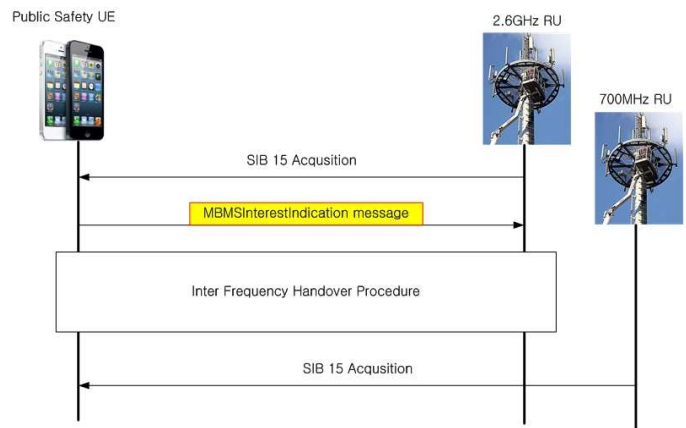 Public Safety UE
2.6GHz RU
700MHz RU
SIB 15 Acqusition
MBMSInterestIndication message
Inter Frequency Handover Procedure
SIB 15 Acqusition